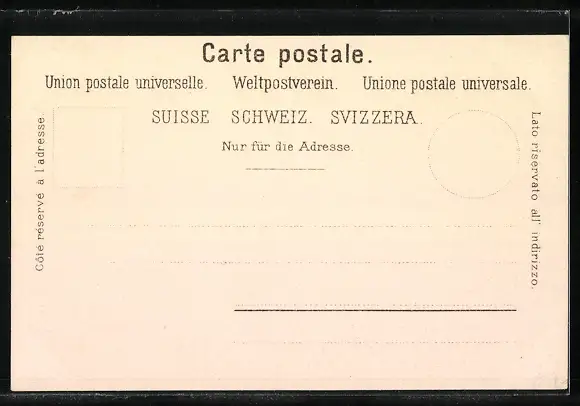 Carte postale.
Union postale universelle. Weltpostverein. Unione postale universale.
SUISSE SCHWEIZ. SVIZZERA.
Nur für die Adresse.
Côté réservé à l'adresse.
Lato riservato all' indirizzo.